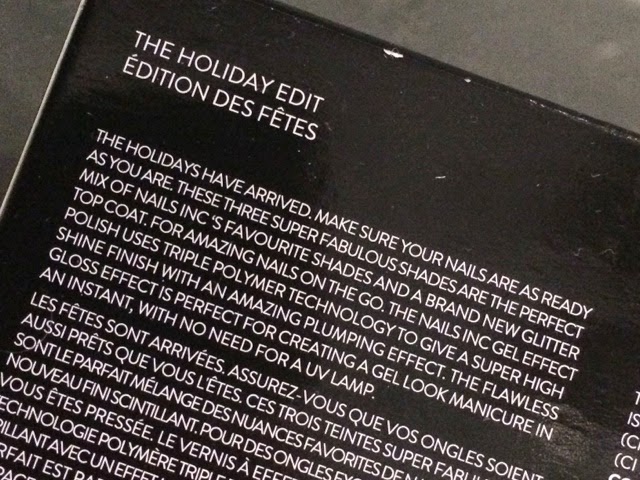 THE HOLIDAY EDIT
ÉDITION DES FÊTES
THE HOLIDAYS HAVE ARRIVED. MAKE SURE YOUR NAILS ARE AS READY
AS YOU ARE. THESE THREE SUPER FABULOUS SHADES ARE THE PERFECT
MIX OF NAILS INC 'S FAVOURITE SHADES AND A BRAND NEW GLITTER
TOP COAT. FOR AMAZING NAILS ON THE GO. THE NAILS INC GEL EFFECT
POLISH USES TRIPLE POLYMER TECHNOLOGY TO GIVE A SUPER HIGH
SHINE FINISH WITH AN AMAZING PLUMPING EFFECT. THE FLAWLESS
GLOSS EFFECT IS PERFECT FOR CREATING A GEL LOOK MANICURE IN
AN INSTANT, WITH NO NEED FOR A UV LAMP.
LES FÊTES SONT ARRIVÉES. ASSUREZ-VOUS QUE VOS ONGLES SOIENT
AUSSI PRÊTS QUE VOUS L'ÊTES. CES TROIS TEINTES SUPER
SONT LE PARFAIT MÉLANGE DES NUANCES FAVORITES DE
NOUVEAU FINI SCINTILLANT. POUR DES ONGLES
VOUS ÊTES PRESSÉE. LE VERNIS À
TECHNOLOGIE POLYMÈRE TRIPLE
AVEC UN
EST